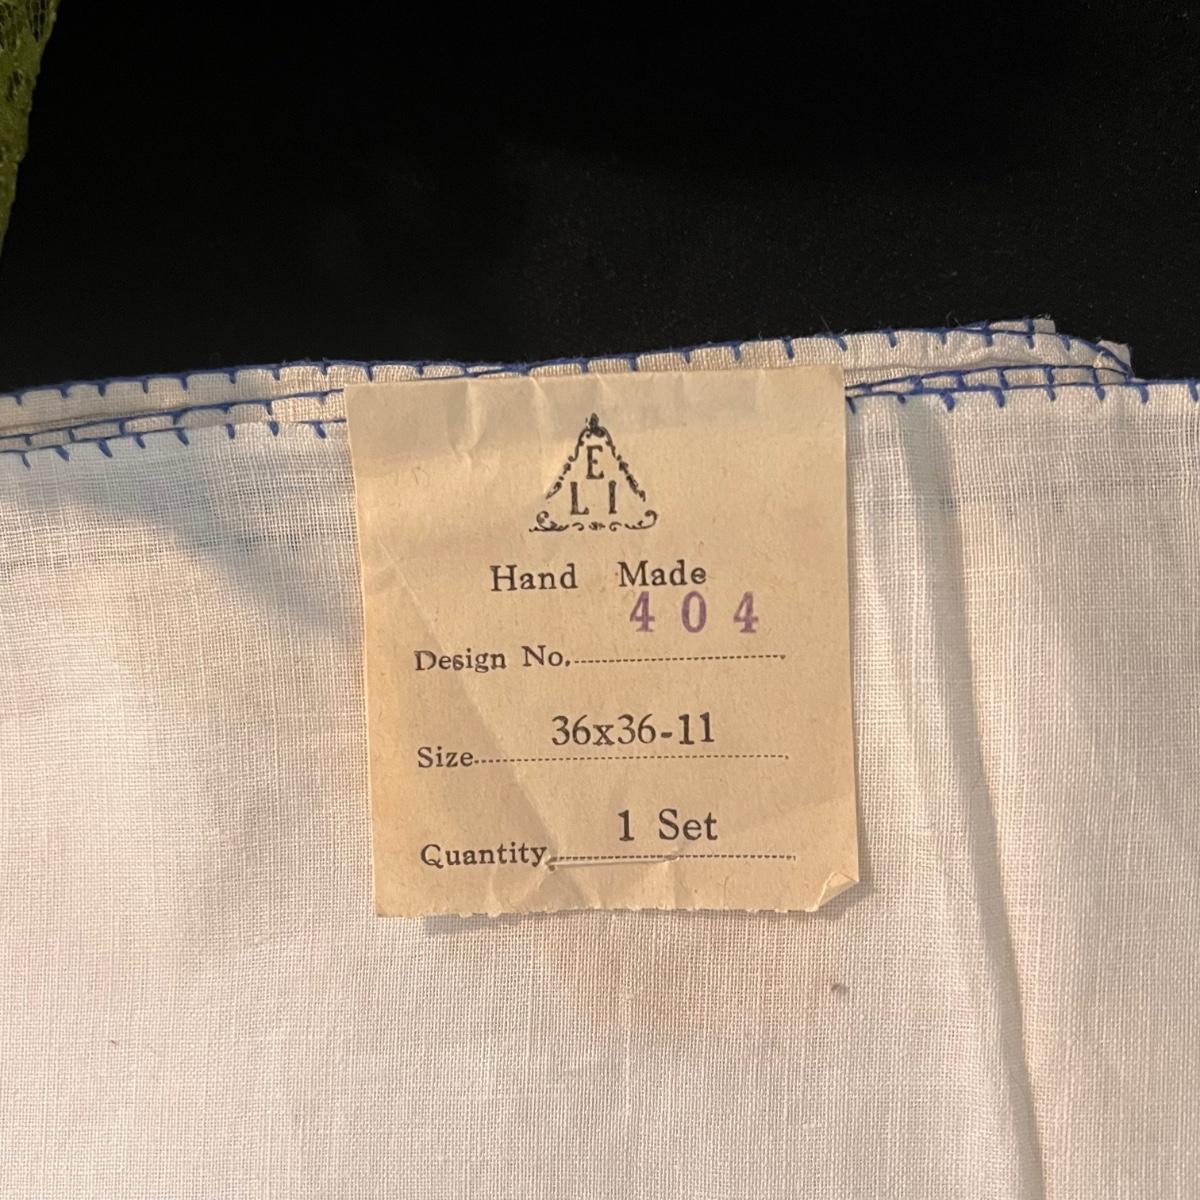 E
L I
Hand Made
404
Design No.
36x36-11
Size
1 Set
Quantity